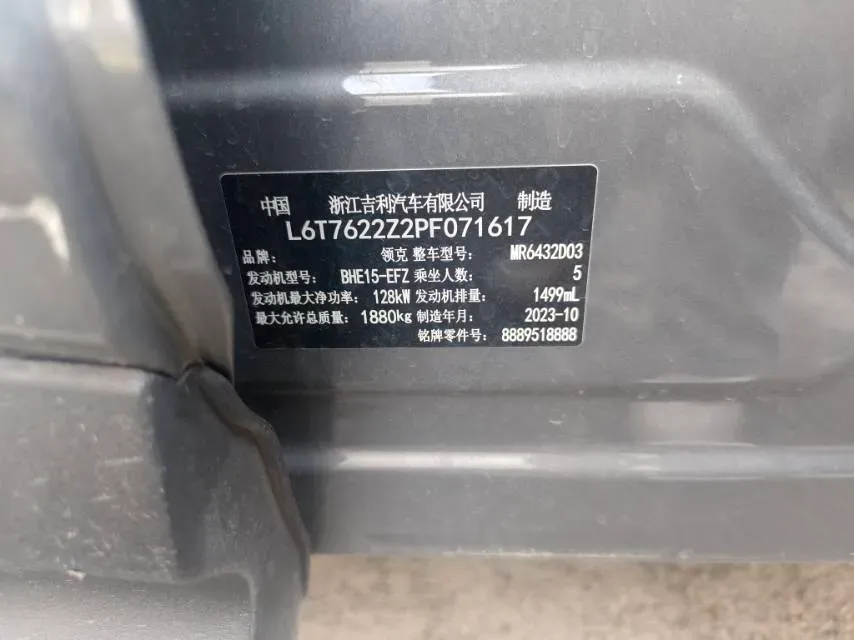 中国 浙江吉利汽车有限公司 制造
L6T7622Z2PF071617
品牌: 领克 整车型号: MR6432D03
发动机型号: BHE15-EFZ 乘坐人数: 5
发动机最大净功率: 128kW 发动机排量: 1499mL
最大允许总质量: 1880kg 制造年月: 2023-10
铭牌零件号: 8889518888